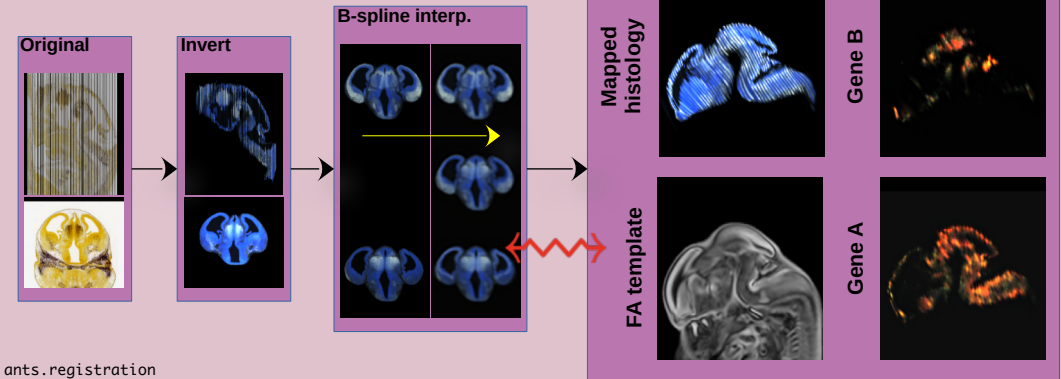 Original
Invert
B-spline interp.
Mapped
histology
Gene B
FA template
Gene A
ants.registration